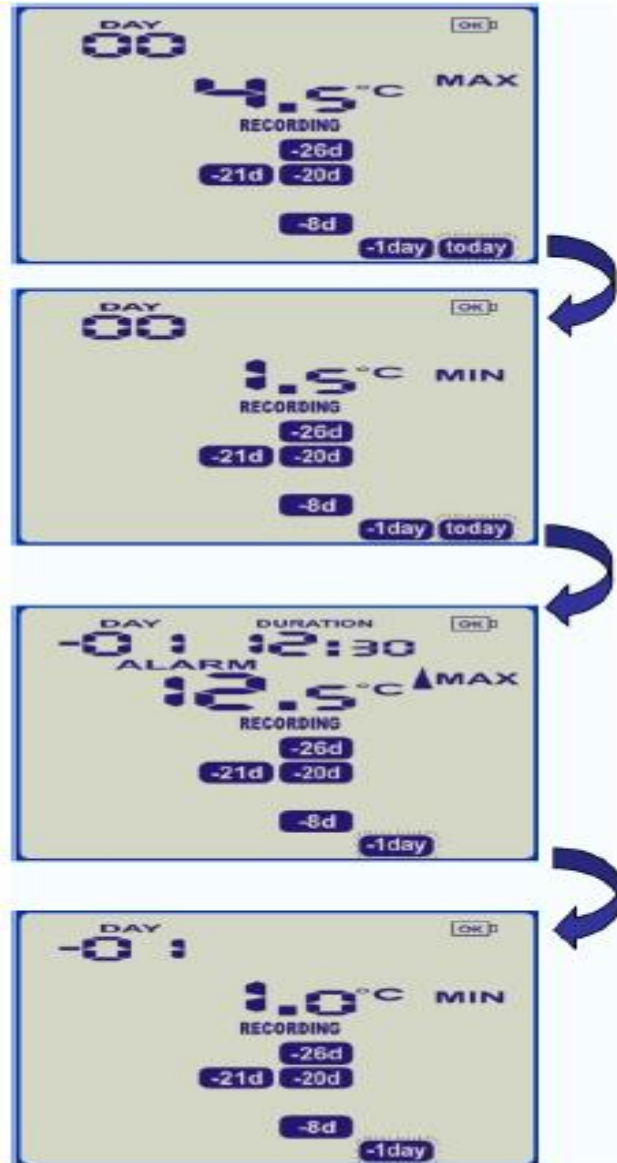 DAY OK
00
4.5°C MAX
RECORDING
-26d
-21d -20d
-8d
-1day today
DAY OK
00
1.5°C MIN
RECORDING
-26d
-21d -20d
-8d
-1day today
DAY DURATION OK
-01 12:30
ALARM
12.5°C MAX
RECORDING
-26d
-21d -20d
-8d
-1day
DAY OK
-01
1.0°C MIN
RECORDING
-26d
-21d -20d
-8d
-1day